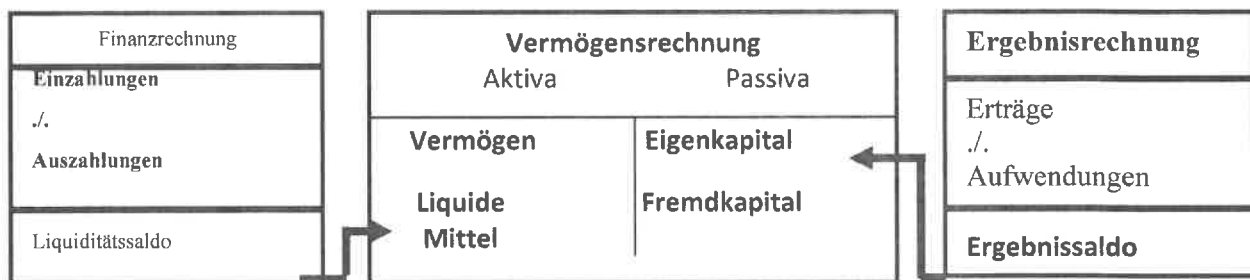 Finanzrechnung
Einzahlungen
./.
Auszahlungen
Liquiditätssaldo
Vermögensrechnung
Aktiva Passiva
Vermögen Eigenkapital
Liquide Fremdkapital
Mittel
Ergebnisrechnung
Erträge
./.
Aufwendungen
Ergebnissaldo